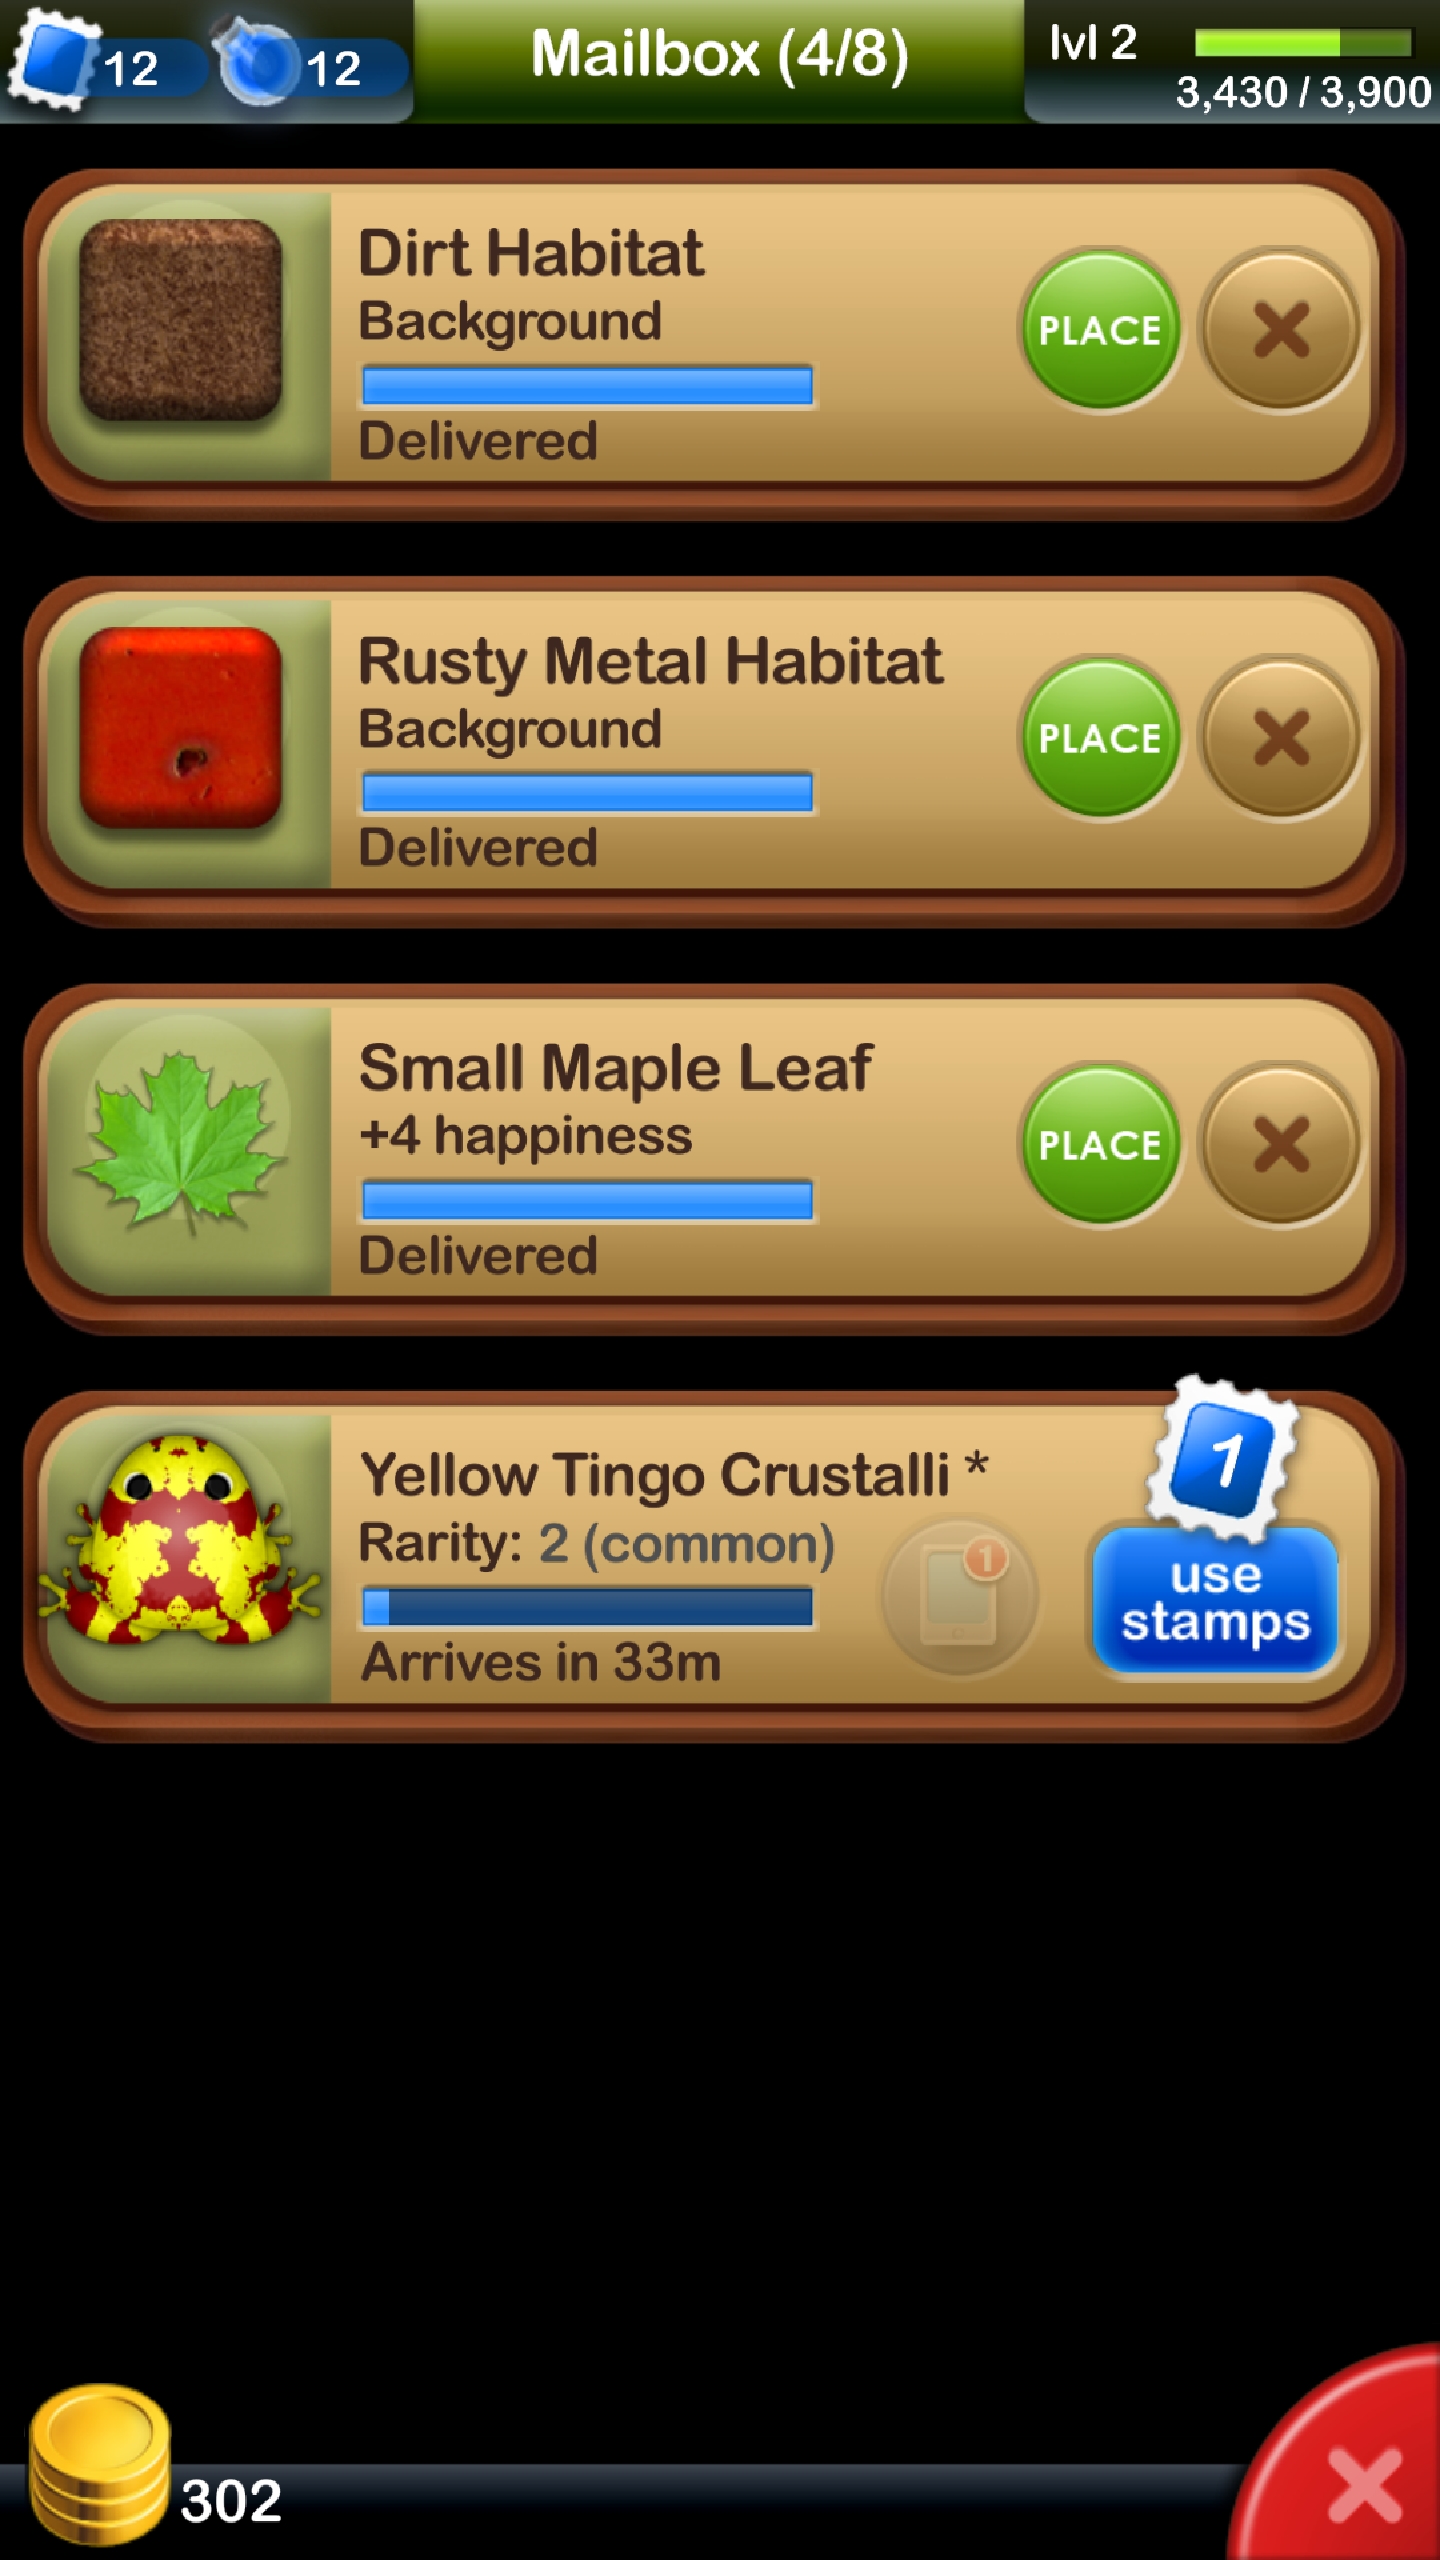 12
12
Mailbox (4/8)
lvl 2
3,430 / 3,900
Dirt Habitat
Background
Delivered
PLACE
Rusty Metal Habitat
Background
Delivered
PLACE
Small Maple Leaf
+4 happiness
Delivered
PLACE
Yellow Tingo Crustalli *
Rarity: 2 (common)
Arrives in 33m
1
1
use
stamps
302